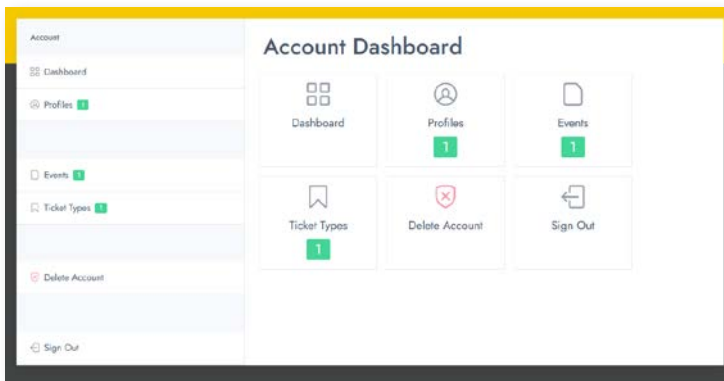 Account
Dashboard
Profiles 1
Events 1
Ticket Types 1
Delete Account
Sign Out
Account Dashboard
Dashboard
Profiles
1
Events
1
Ticket Types
1
Delete Account
Sign Out